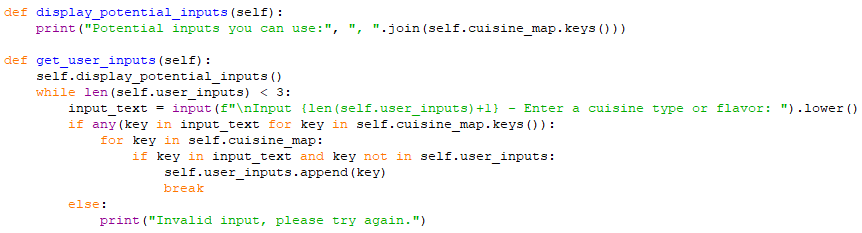 def display_potential_inputs(self):
    print("Potential inputs you can use:", ", ".join(self.cuisine_map.keys()))

def get_user_inputs(self):
    self.display_potential_inputs()
    while len(self.user_inputs) < 3:
        input_text = input(f"\nInput {len(self.user_inputs)+1} - Enter a cuisine type or flavor: ").lower()
        if any(key in input_text for key in self.cuisine_map.keys()):
            for key in self.cuisine_map:
                if key in input_text and key not in self.user_inputs:
                    self.user_inputs.append(key)
                    break
        else:
            print("Invalid input, please try again.")